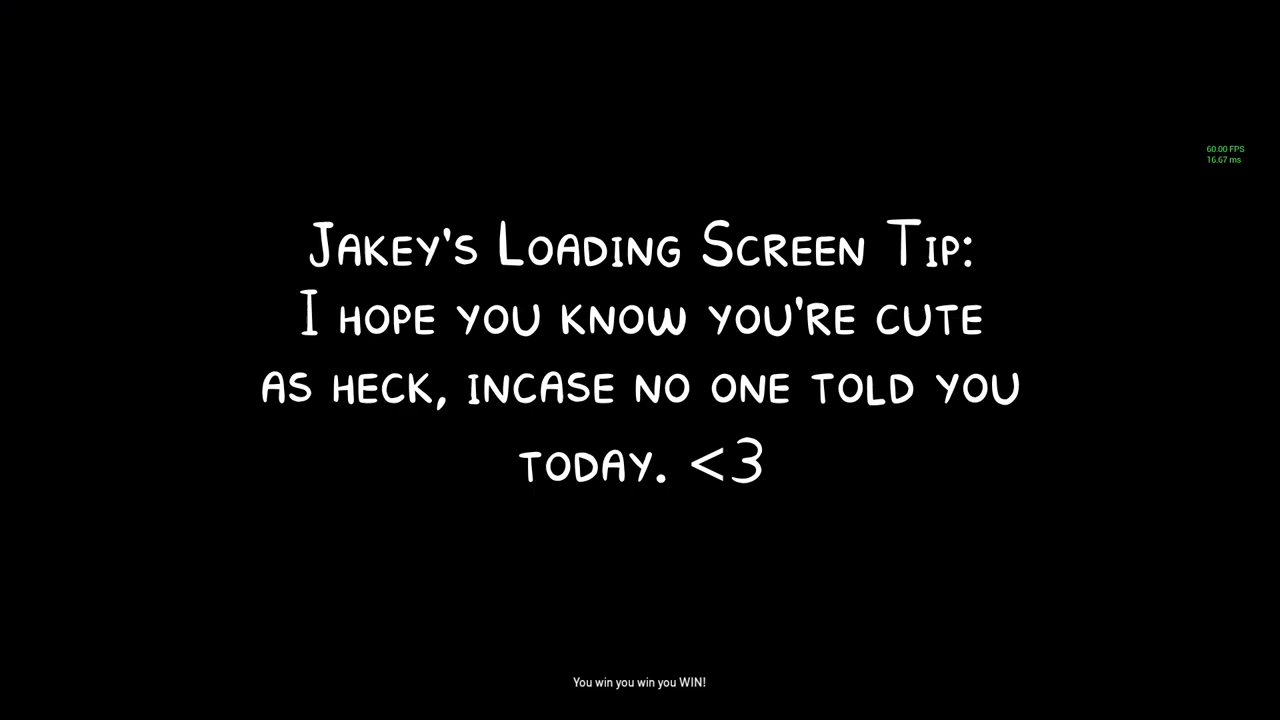 60.00 FPS
16.67 ms
Jakey's Loading Screen Tip:
I hope you know you're cute
as heck, incase no one told you
today. <3
You win you win you WIN!